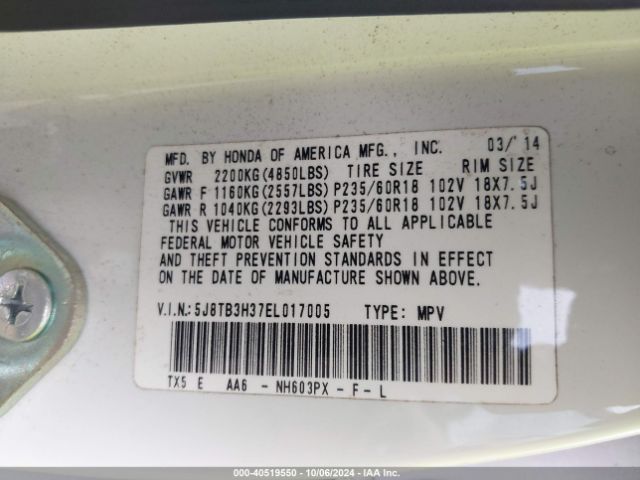 MFD. BY HONDA OF AMERICA MFG., INC. 03/'14
GVWR 2200KG(4850LBS) TIRE SIZE RIM SIZE
GAWR F 1160KG(2557LBS) P235/60R18 102V 18X7.5J
GAWR R 1040KG(2293LBS) P235/60R18 102V 18X7.5J
THIS VEHICLE CONFORMS TO ALL APPLICABLE
FEDERAL MOTOR VEHICLE SAFETY
AND THEFT PREVENTION STANDARDS IN EFFECT
ON THE DATE OF MANUFACTURE SHOWN ABOVE.
V.I.N.:5J8TB3H37EL017005 TYPE: MPV
TX5 E AA6 - NH603PX - F - L
000-40519550 - 10/06/2024 - IAA Inc.